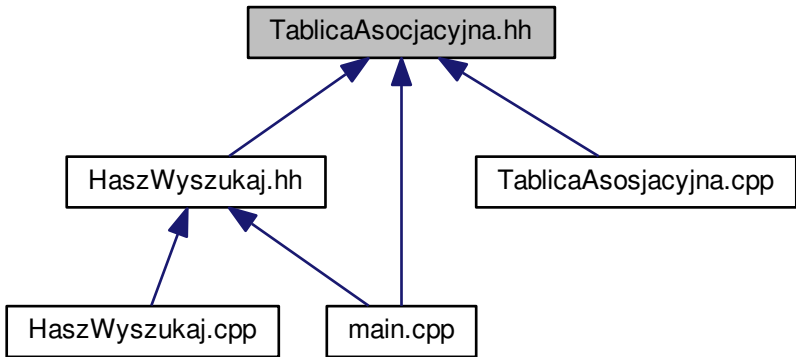 TablicaAsocjacyjna.hh
HaszWyszukaj.hh
TablicaAsosjacyjna.cpp
HaszWyszukaj.cpp
main.cpp